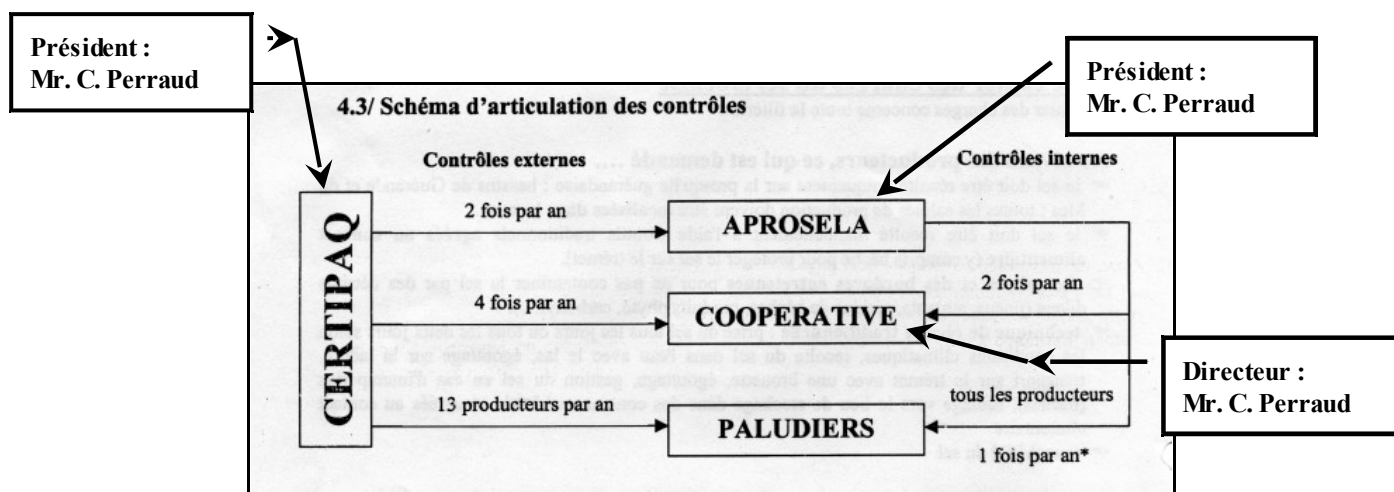 Président :
Mr. C. Perraud
Président :
Mr. C. Perraud
4.3/ Schéma d'articulation des contrôles
Contrôles externes
Contrôles internes
CERTIPAQ
2 fois par an
APROSELA
4 fois par an
COOPERATIVE
2 fois par an
Directeur :
Mr. C. Perraud
13 producteurs par an
PALUDIERS
tous les producteurs
1 fois par an*